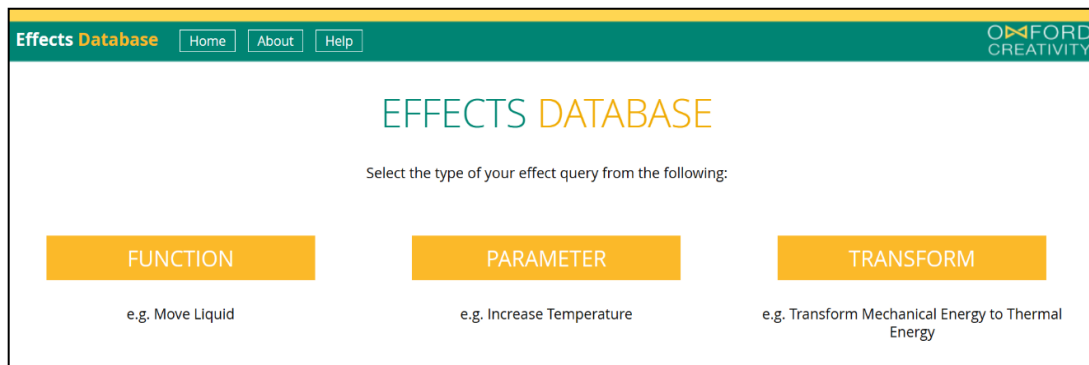 Effects Database Home About Help
OXFORD
CREATIVITY
EFFECTS DATABASE
Select the type of your effect query from the following:
FUNCTION
e.g. Move Liquid
PARAMETER
e.g. Increase Temperature
TRANSFORM
e.g. Transform Mechanical Energy to Thermal
Energy